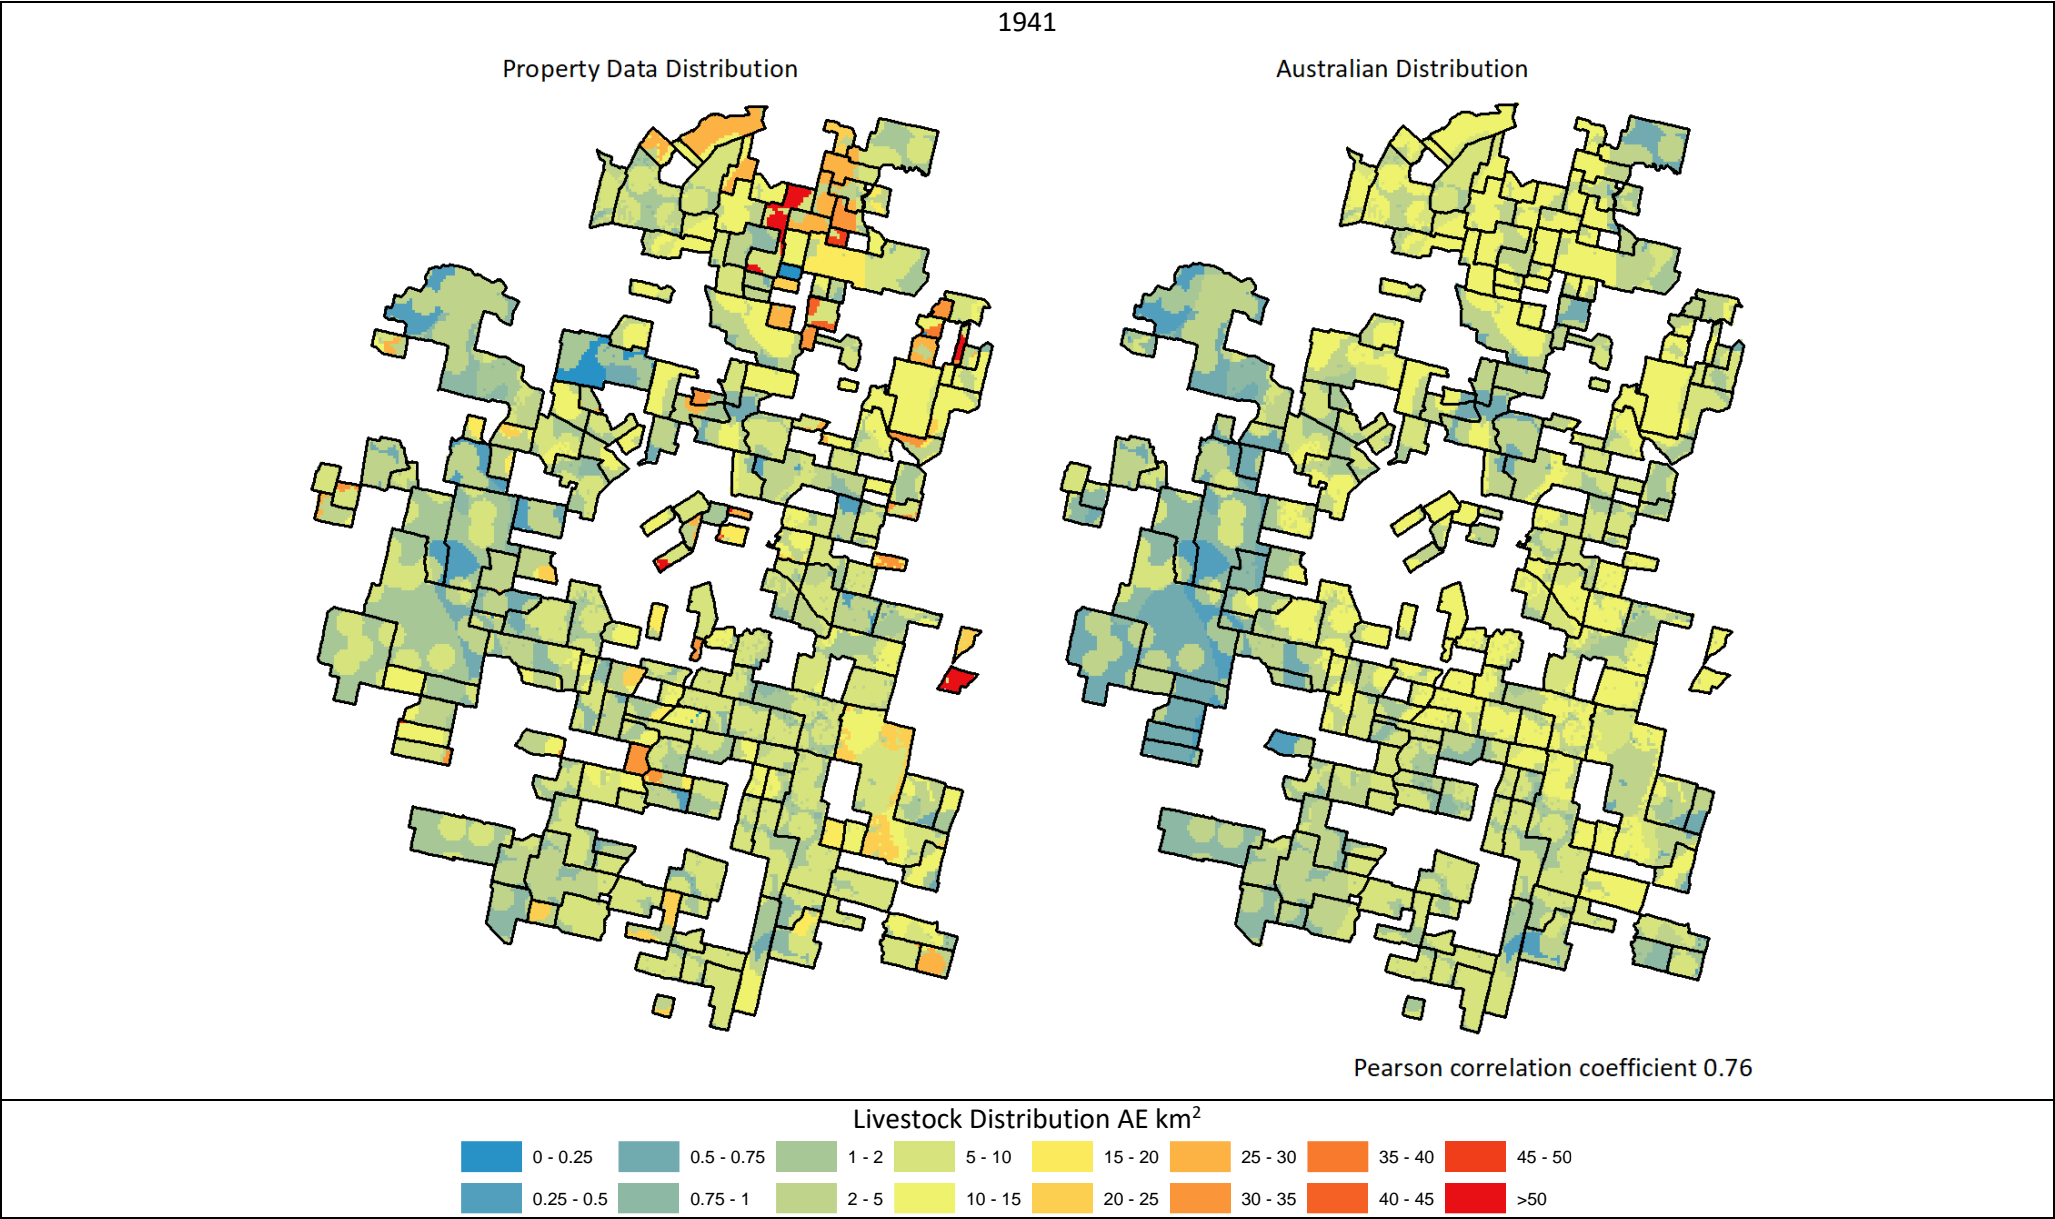 1941
Property Data Distribution
Australian Distribution
Pearson correlation coefficient 0.76
Livestock Distribution AE km²
0 - 0.25
0.5 - 0.75
1 - 2
5 - 10
15 - 20
25 - 30
35 - 40
45 - 50
0.25 - 0.5
0.75 - 1
2 - 5
10 - 15
20 - 25
30 - 35
40 - 45
>50